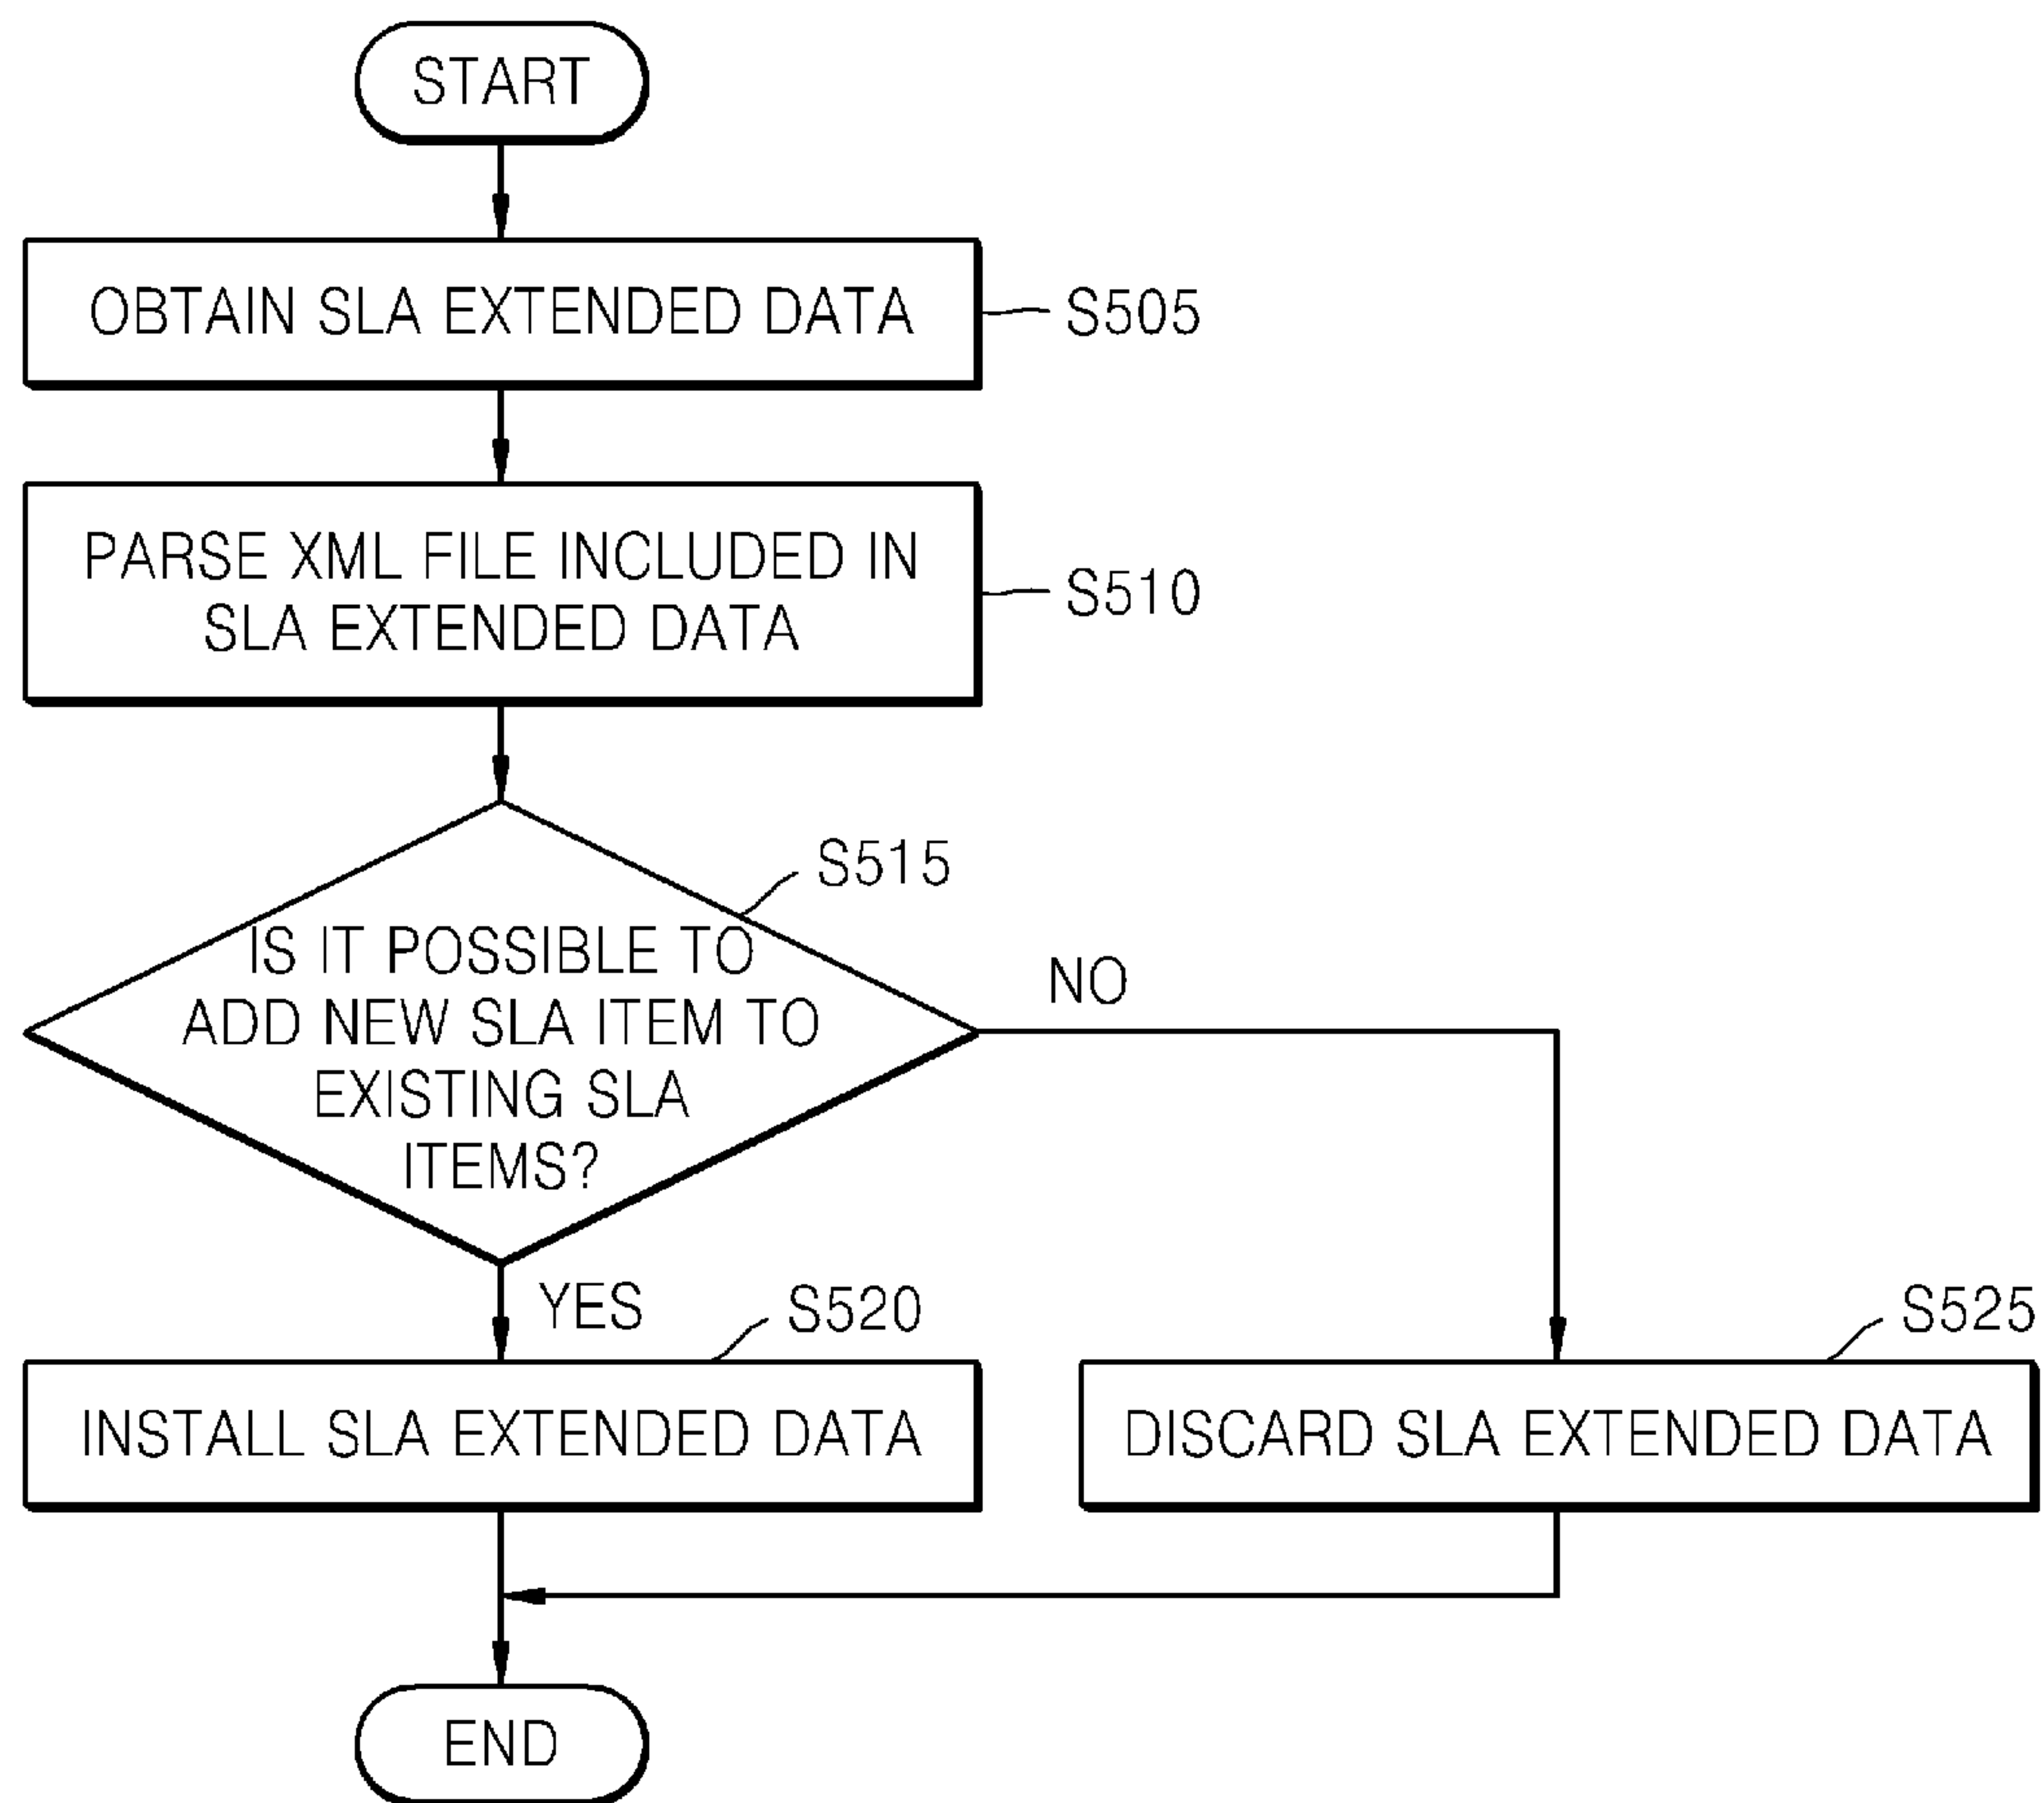 START
OBTAIN SLA EXTENDED DATA
S505
PARSE XML FILE INCLUDED IN
SLA EXTENDED DATA
S510
S515
IS IT POSSIBLE TO
ADD NEW SLA ITEM TO
EXISTING SLA
ITEMS?
NO
YES
S520
S525
INSTALL SLA EXTENDED DATA
DISCARD SLA EXTENDED DATA
END